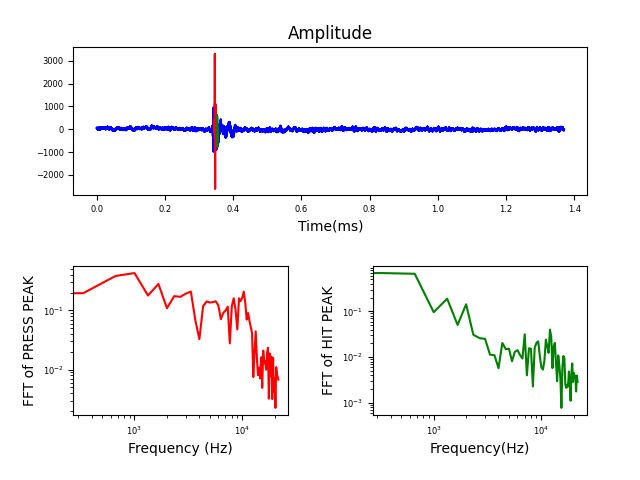 Amplitude
3000
2000
1000
0
−1000
−2000
0.0 0.2 0.4 0.6 0.8 1.0 1.2 1.4
Time(ms)
FFT of PRESS PEAK
10⁻¹
10⁻²
10³ 10⁴
Frequency (Hz)
FFT of HIT PEAK
10⁻¹
10⁻²
10⁻³
10³ 10⁴
Frequency(Hz)